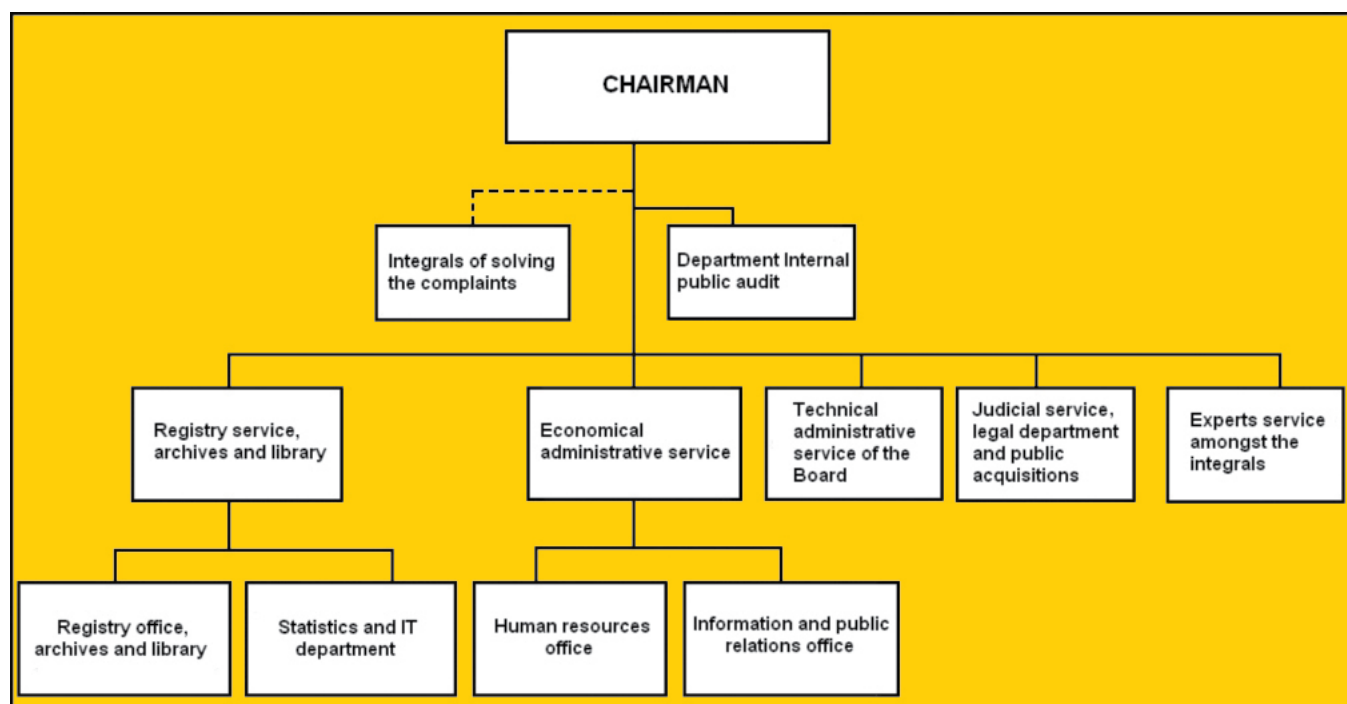 CHAIRMAN
Integrals of solving
the complaints
Department Internal
public audit
Registry service,
archives and library
Economical
administrative service
Technical
administrative
service of the
Board
Judicial service,
legal department
and public
acquisitions
Experts service
amongst the
integrals
Registry office,
archives and library
Statistics and IT
department
Human resources
office
Information and public
relations office